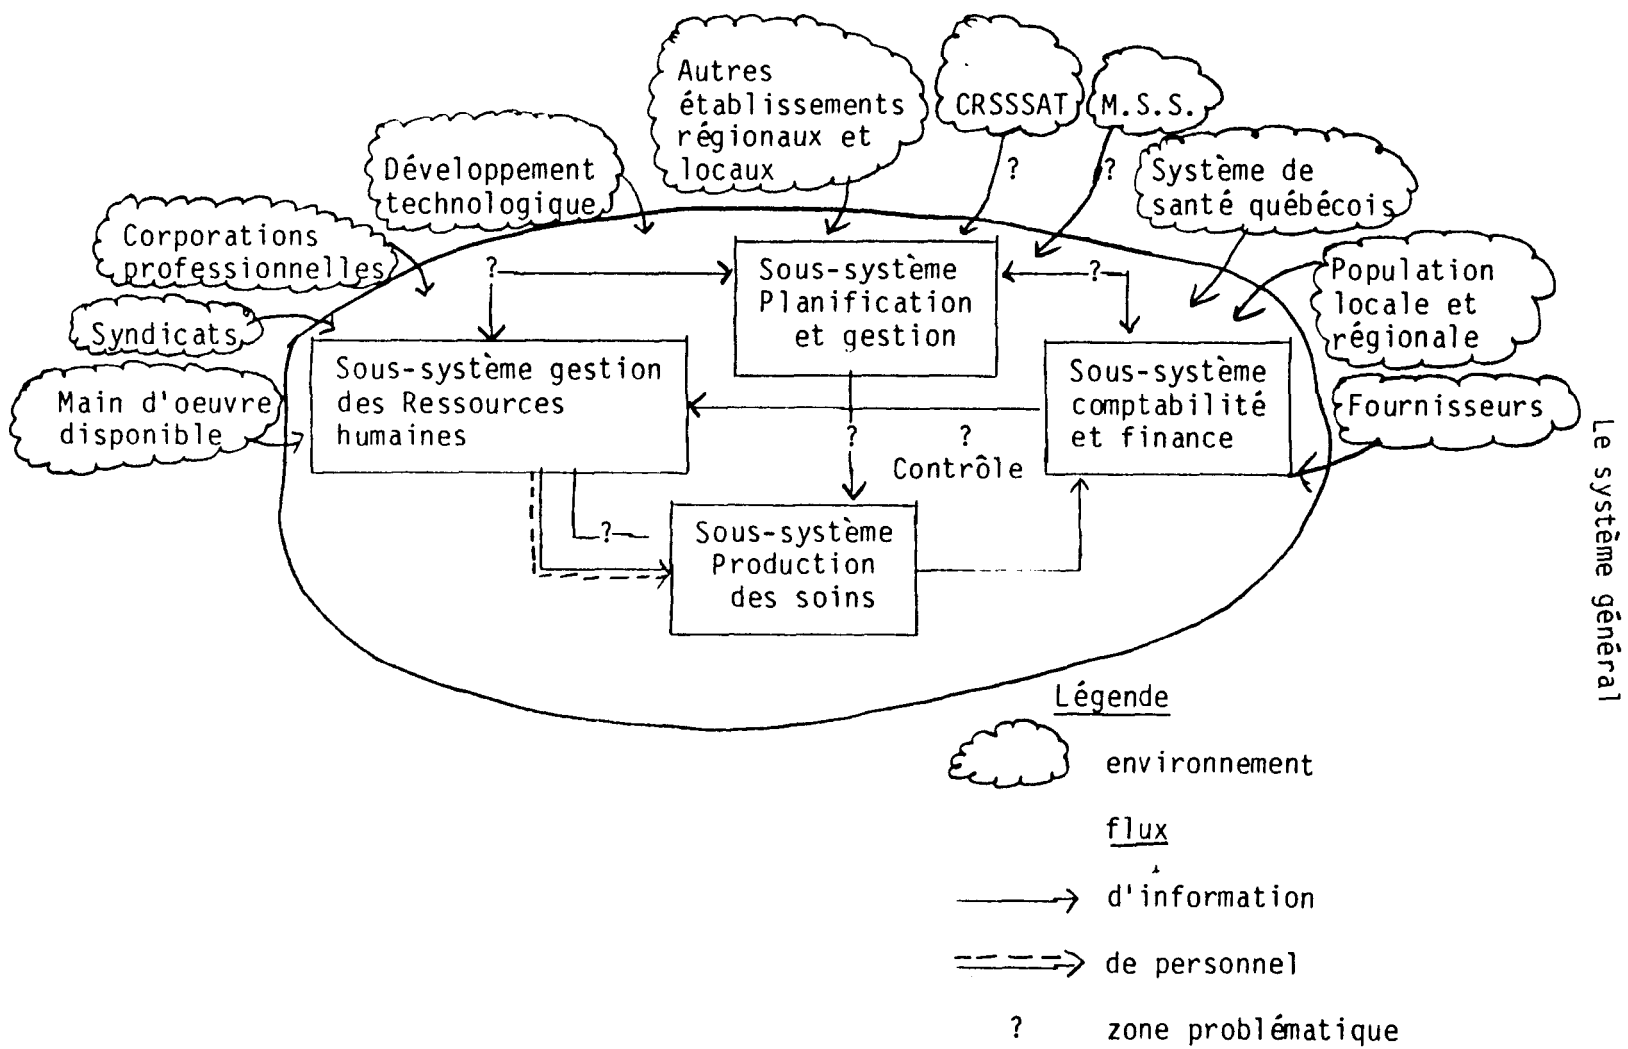 Autres
établissements
régionaux et
locaux
CRSSSAT
M.S.S.
Développement
technologique
?
?
Système de
santé québécois
Corporations
professionnelles
Population
locale et
régionale
Syndicats
Main d'oeuvre
disponible
Fournisseurs
?
Sous-système
Planification
et gestion
?
Sous-système gestion
des Ressources
humaines
Sous-système
comptabilité
et finance
?
?
Contrôle
?
Sous-système
Production
des soins
Le système général
Légende
environnement
flux
d'information
de personnel
? zone problématique